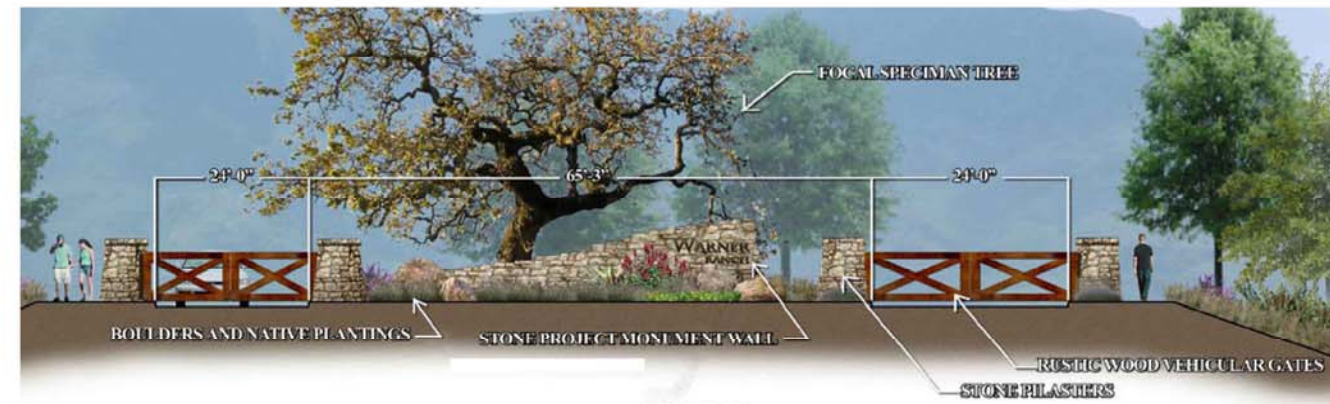 FOCAL SPECIMAN TREE
24'-0"
65'-3"
24'-0"
WARNER
RANCH
BOULDERS AND NATIVE PLANTINGS
STONE PROJECT MONUMENT WALL
RUSTIC WOOD VEHICULAR GATES
STONE PILASTERS